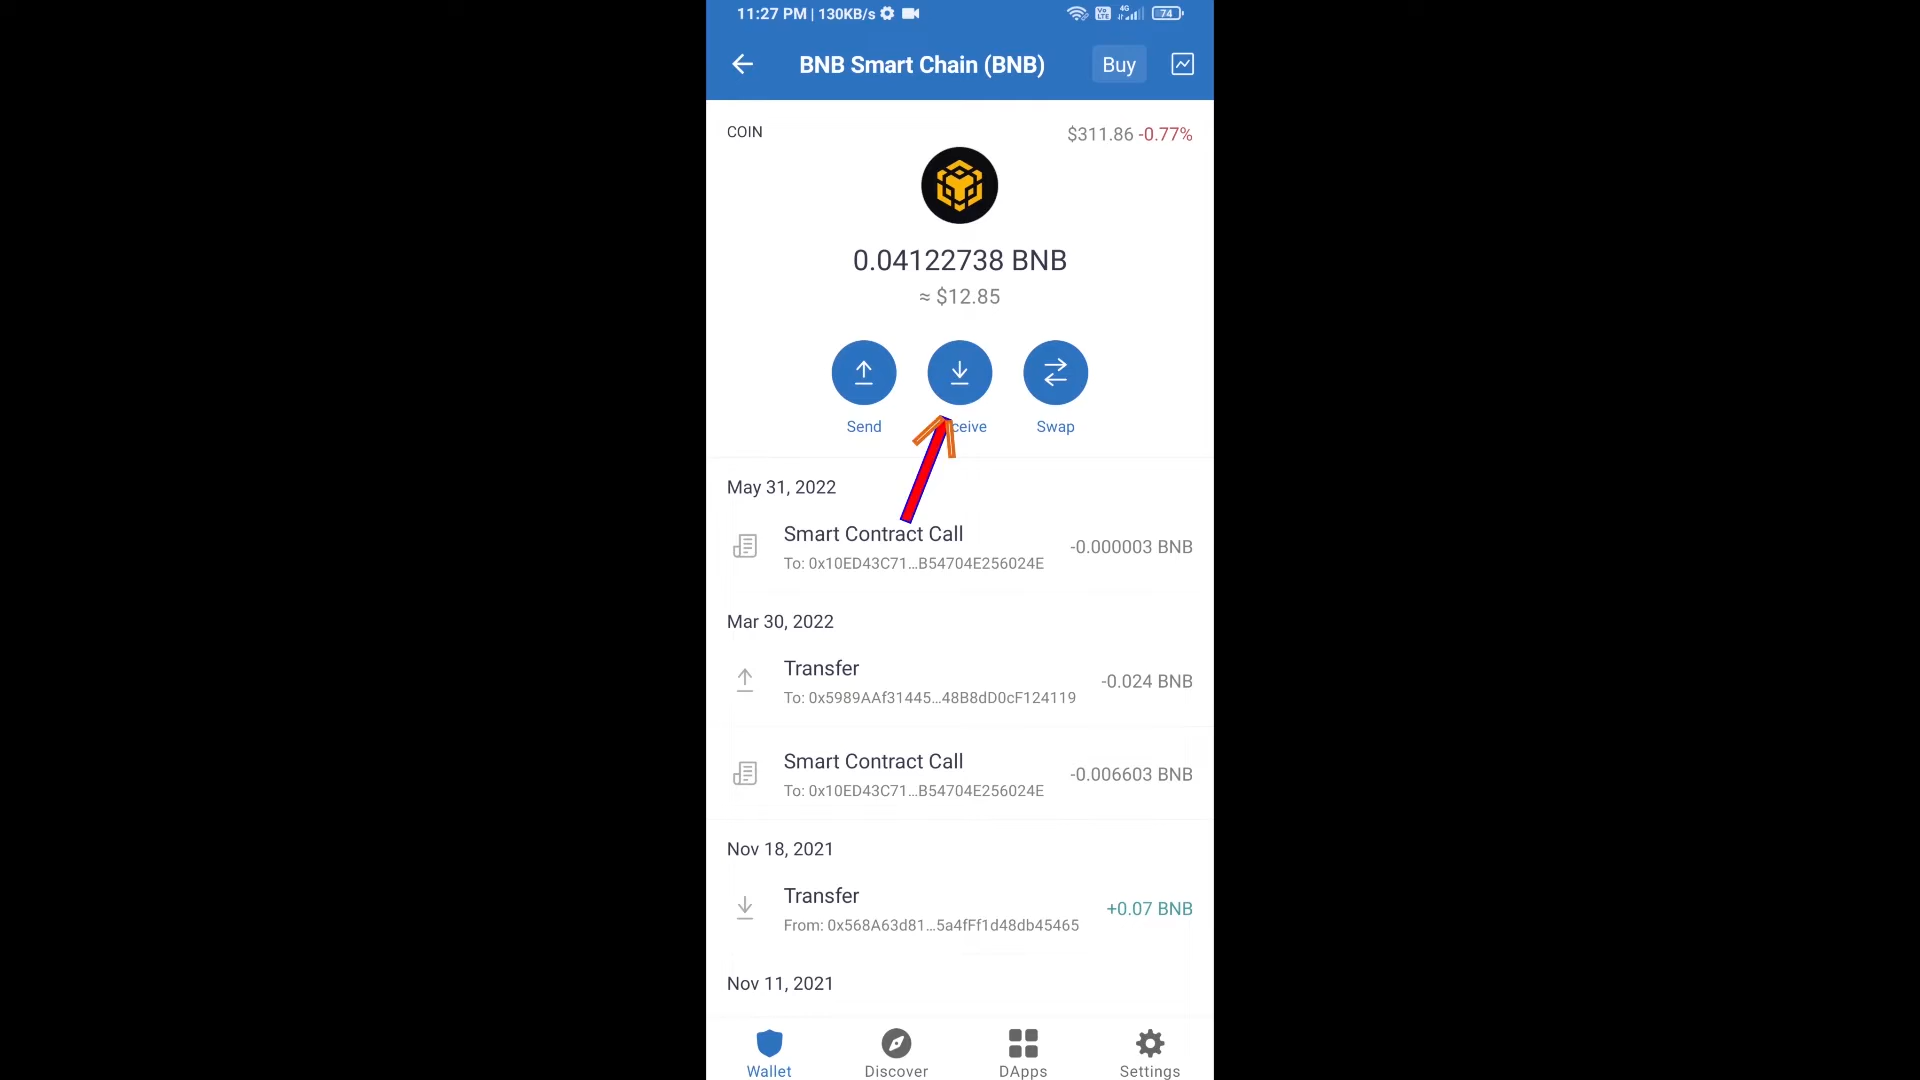 11:27 PM | 130KB/s
Vo LTE 4G 74
BNB Smart Chain (BNB)
Buy
COIN
$311.86 -0.77%
0.04122738 BNB
≈ $12.85
Send
ceive
Swap
May 31, 2022
Smart Contract Call
-0.000003 BNB
To: 0x10ED43C71...B54704E256024E
Mar 30, 2022
Transfer
-0.024 BNB
To: 0x5989AAf31445...48B8dD0cF124119
Smart Contract Call
-0.006603 BNB
To: 0x10ED43C71...B54704E256024E
Nov 18, 2021
Transfer
+0.07 BNB
From: 0x568A63d81...5a4fFf1d48db45465
Nov 11, 2021
Wallet
Discover
DApps
Settings